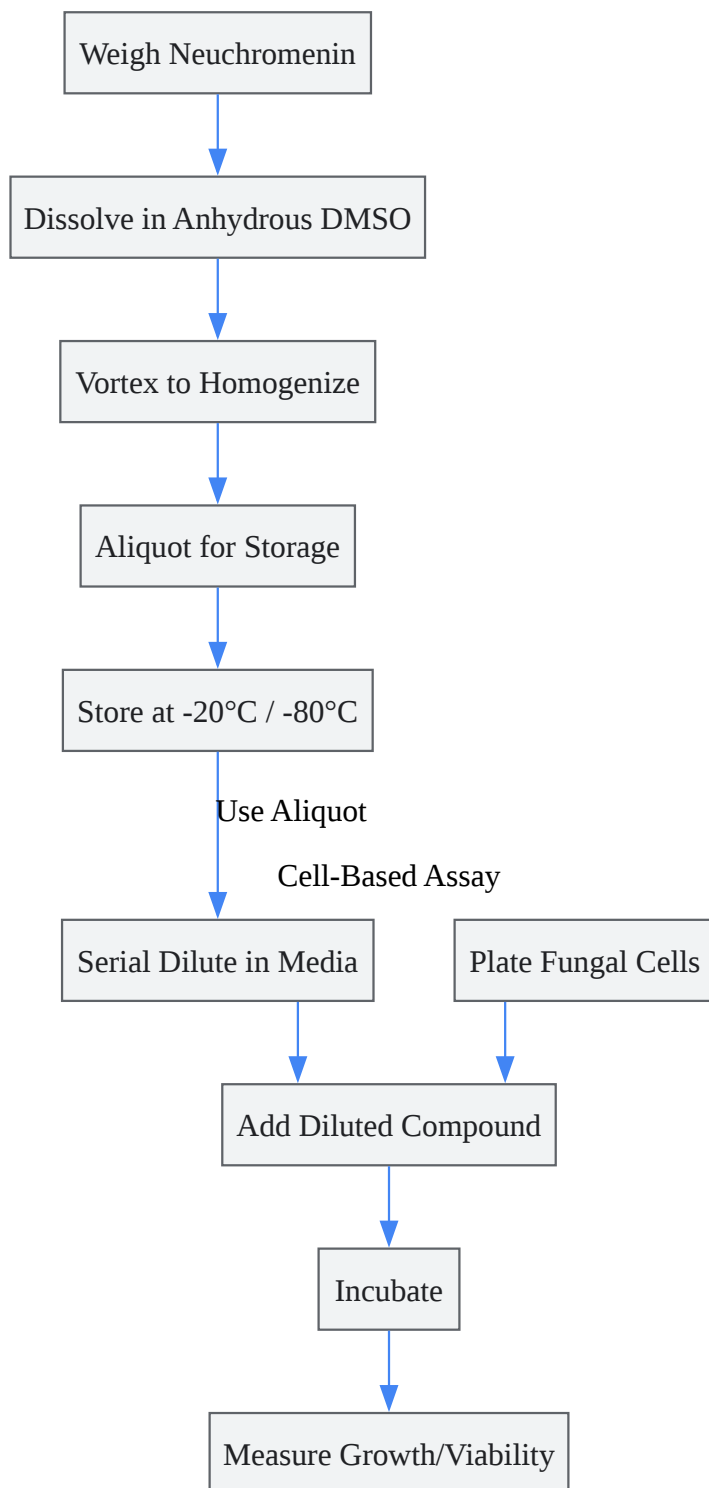 Weigh Neuchromenin
Dissolve in Anhydrous DMSO
Vortex to Homogenize
Aliquot for Storage
Store at -20°C / -80°C
Use Aliquot
Cell-Based Assay
Serial Dilute in Media
Plate Fungal Cells
Add Diluted Compound
Incubate
Measure Growth/Viability